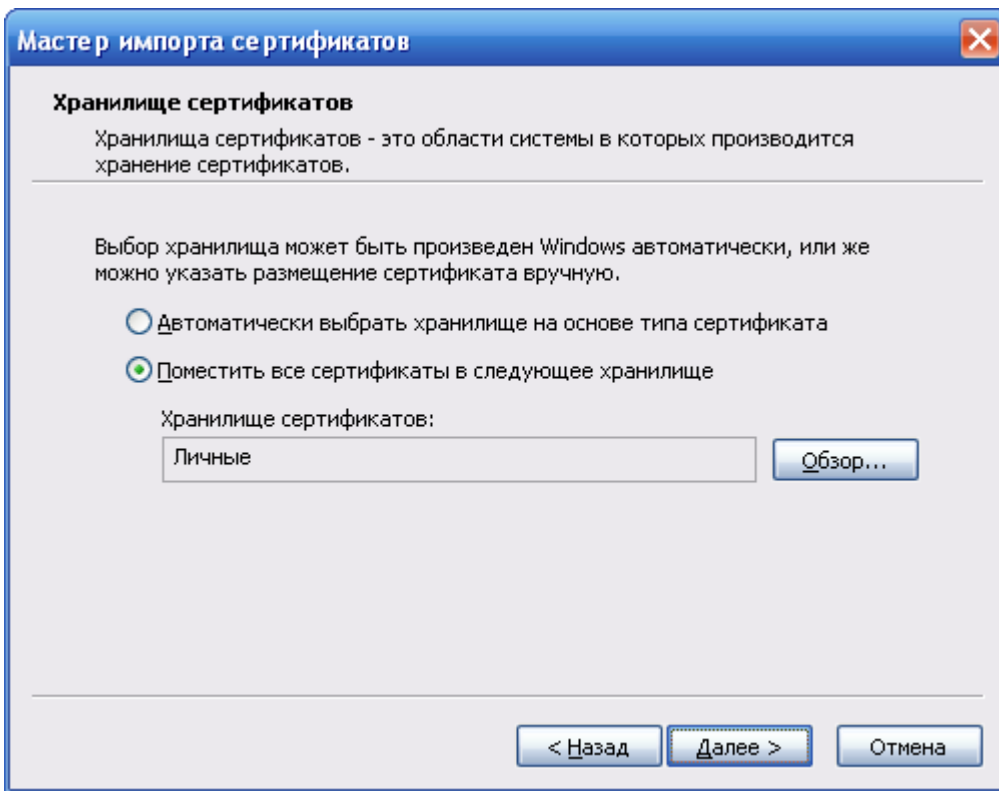 Мастер импорта сертификатов
Хранилище сертификатов
Хранилища сертификатов - это области системы в которых производится
хранение сертификатов.
Выбор хранилища может быть произведен Windows автоматически, или же
можно указать размещение сертификата вручную.
Автоматически выбрать хранилище на основе типа сертификата
Поместить все сертификаты в следующее хранилище
Хранилище сертификатов:
Личные
Обзор...
< Назад
Далее >
Отмена